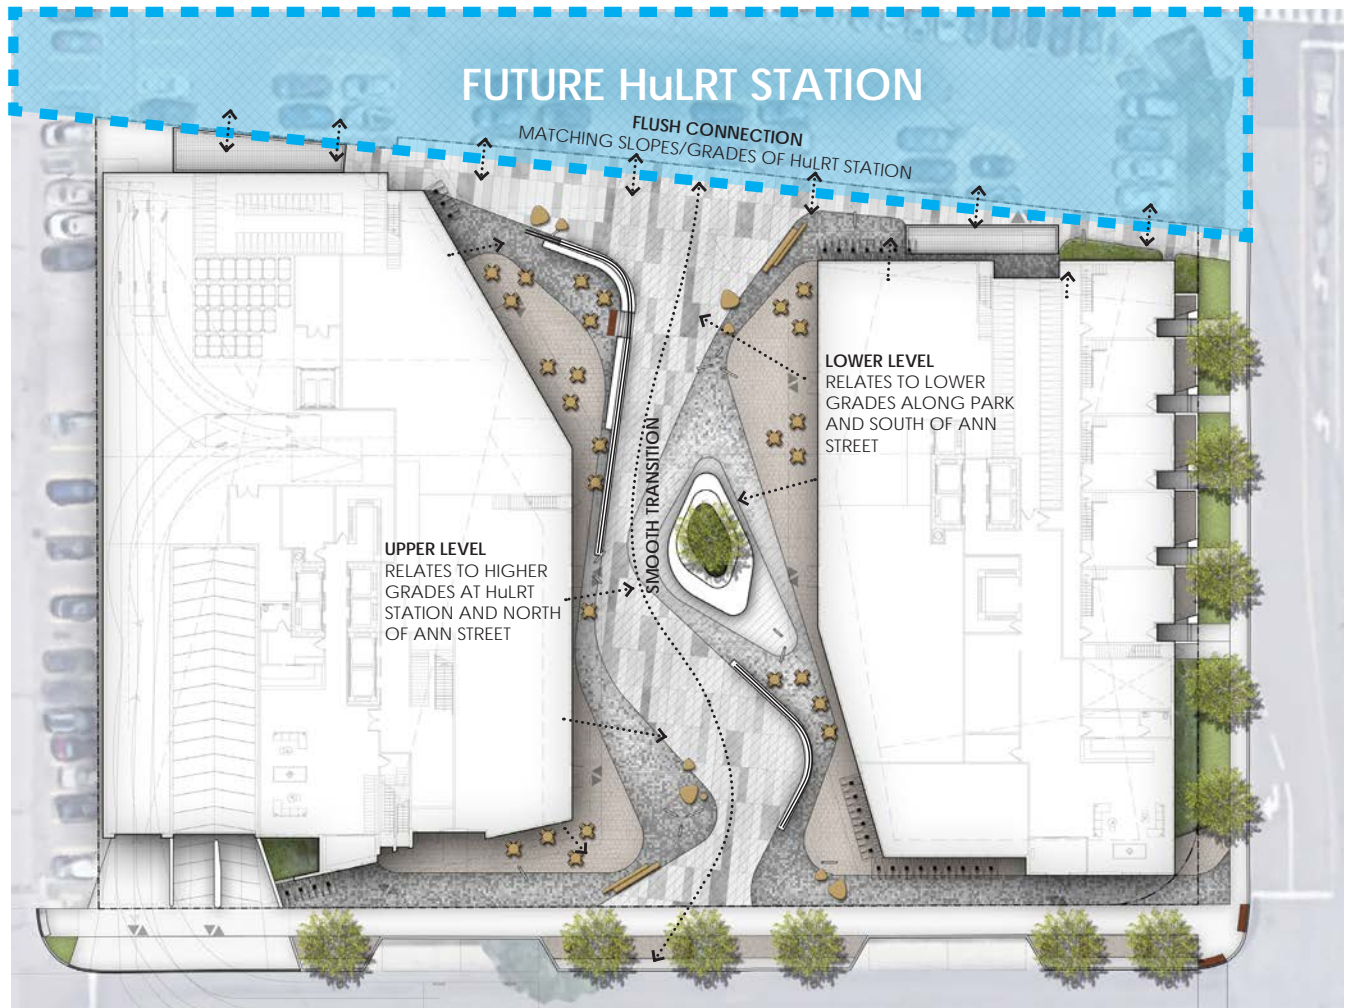 FUTURE HuLRT STATION
FLUSH CONNECTION
MATCHING SLOPES/GRADES OF HuLRT STATION
LOWER LEVEL
RELATES TO LOWER
GRADES ALONG PARK
AND SOUTH OF ANN
STREET
SMOOTH TRANSITION
UPPER LEVEL
RELATES TO HIGHER
GRADES AT HuLRT
STATION AND NORTH
OF ANN STREET